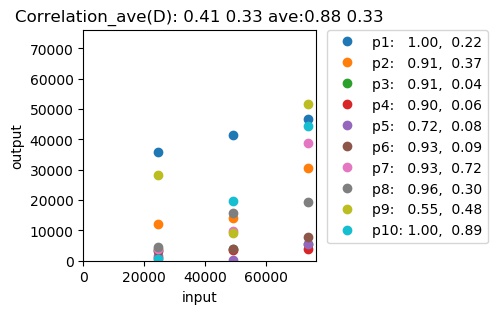 Correlation_ave(D): 0.41 0.33 ave:0.88 0.33
70000
60000
50000
40000
30000
20000
10000
0
output
0 20000 40000 60000
input
p1: 1.00, 0.22
p2: 0.91, 0.37
p3: 0.91, 0.04
p4: 0.90, 0.06
p5: 0.72, 0.08
p6: 0.93, 0.09
p7: 0.93, 0.72
p8: 0.96, 0.30
p9: 0.55, 0.48
p10: 1.00, 0.89